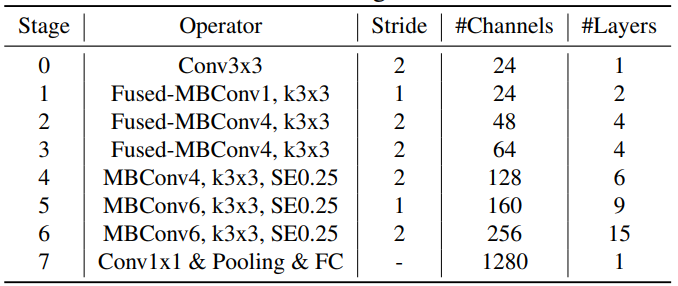 Stage Operator Stride #Channels #Layers
0 Conv3x3 2 24 1
1 Fused-MBConv1, k3x3 1 24 2
2 Fused-MBConv4, k3x3 2 48 4
3 Fused-MBConv4, k3x3 2 64 4
4 MBConv4, k3x3, SE0.25 2 128 6
5 MBConv6, k3x3, SE0.25 1 160 9
6 MBConv6, k3x3, SE0.25 2 256 15
7 Conv1x1 & Pooling & FC - 1280 1